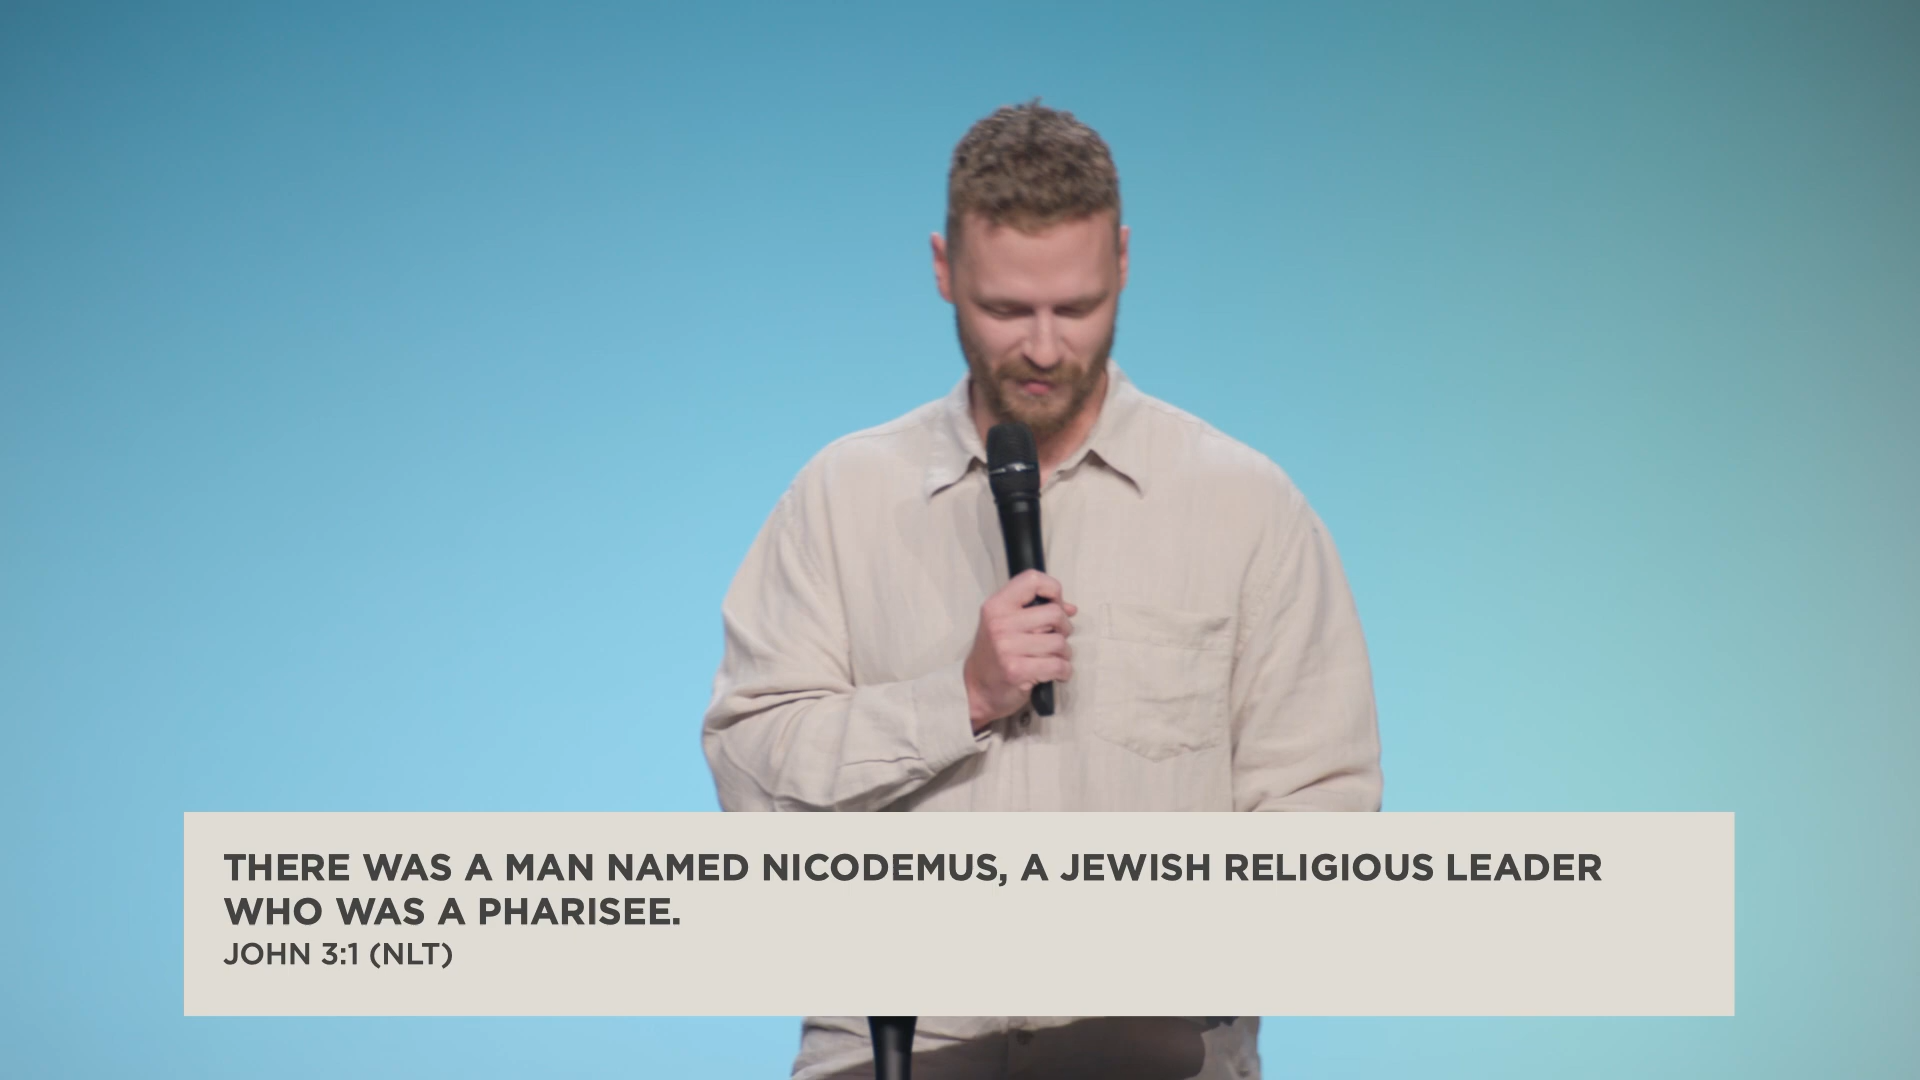 THERE WAS A MAN NAMED NICODEMUS, A JEWISH RELIGIOUS LEADER
WHO WAS A PHARISEE.
JOHN 3:1 (NLT)